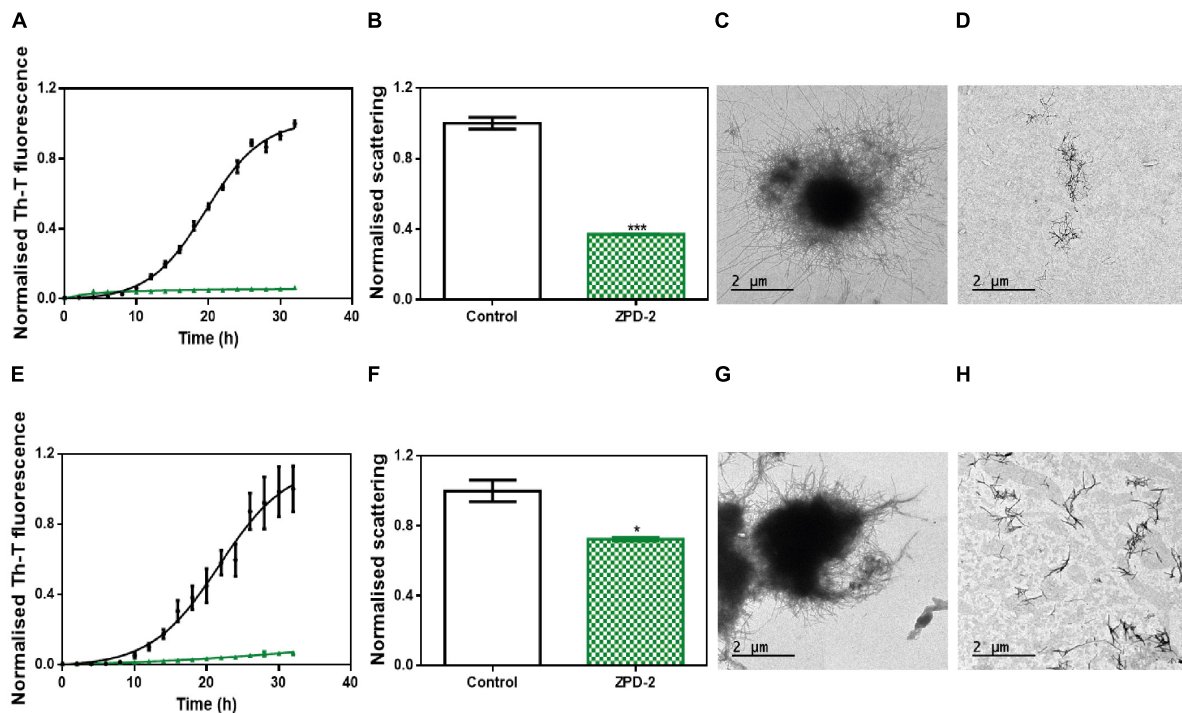 A
B
C
D
Normalised Th-T fluorescence
1.2
0.8
0.4
0.0
0
10
20
30
40
Time (h)
Normalised scattering
1.2
0.8
0.4
0.0
***
Control
ZPD-2
2 µm
2 µm
E
F
G
H
Normalised Th-T fluorescence
1.2
0.8
0.4
0.0
0
10
20
30
40
Time (h)
Normalised scattering
1.2
0.8
0.4
0.0
*
Control
ZPD-2
2 µm
2 µm